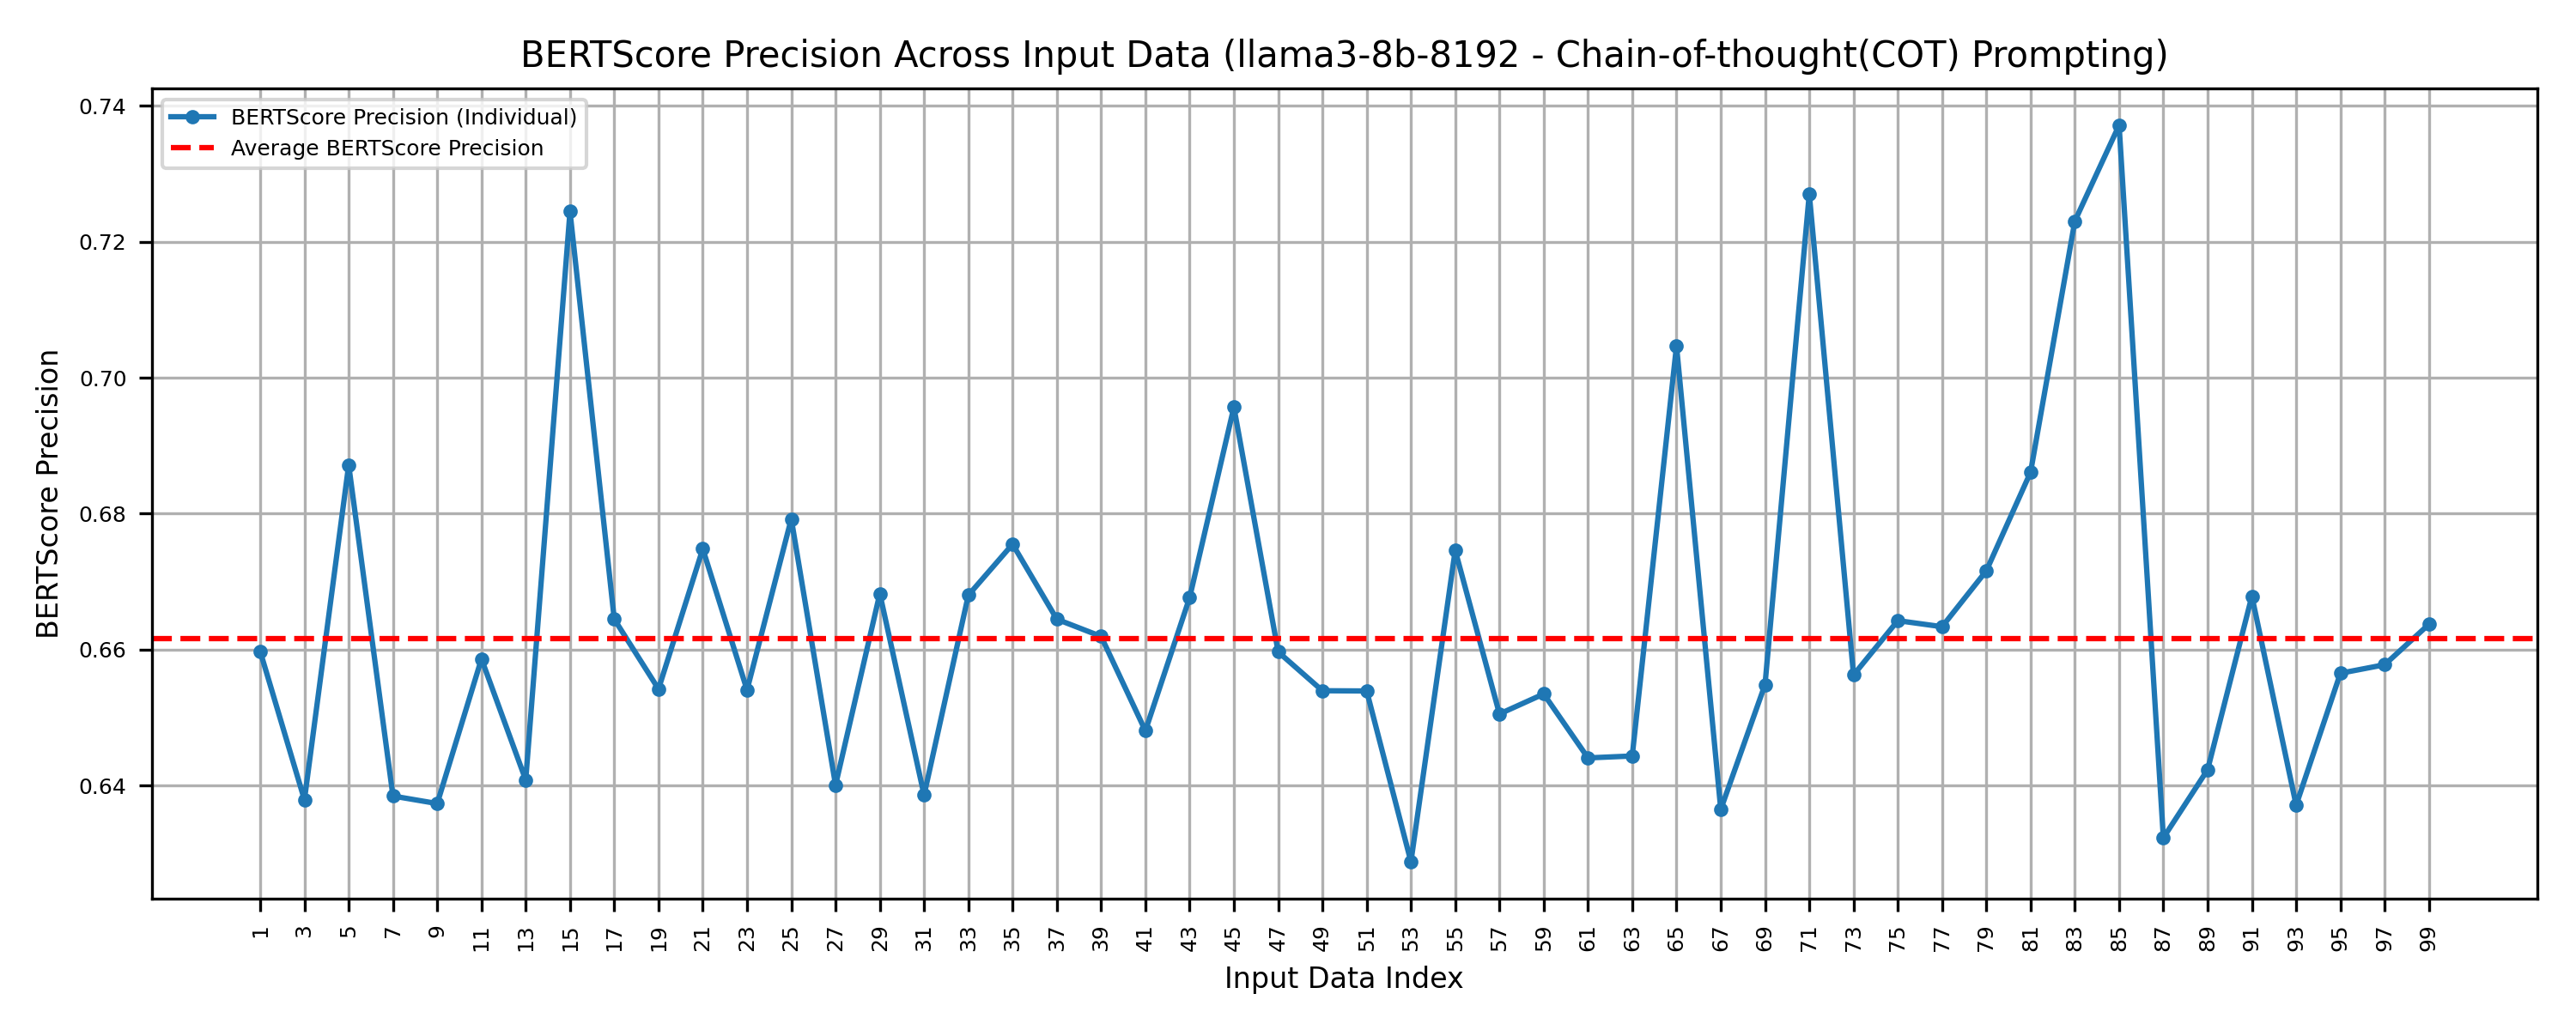 BERTScore Precision Across Input Data (llama3-8b-8192 - Chain-of-thought(COT) Prompting)
BERTScore Precision (Individual)
Average BERTScore Precision
BERTScore Precision
0.74
0.72
0.70
0.68
0.66
0.64
1 3 5 7 9 11 13 15 17 19 21 23 25 27 29 31 33 35 37 39 41 43 45 47 49 51 53 55 57 59 61 63 65 67 69 71 73 75 77 79 81 83 85 87 89 91 93 95 97 99
Input Data Index